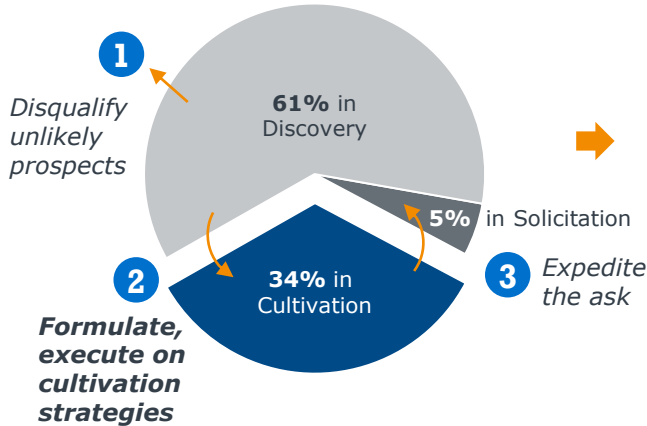 1
Disqualify
unlikely
prospects
61% in
Discovery
5% in Solicitation
2
Formulate,
execute on
cultivation
strategies
34% in
Cultivation
3
Expedite
the ask